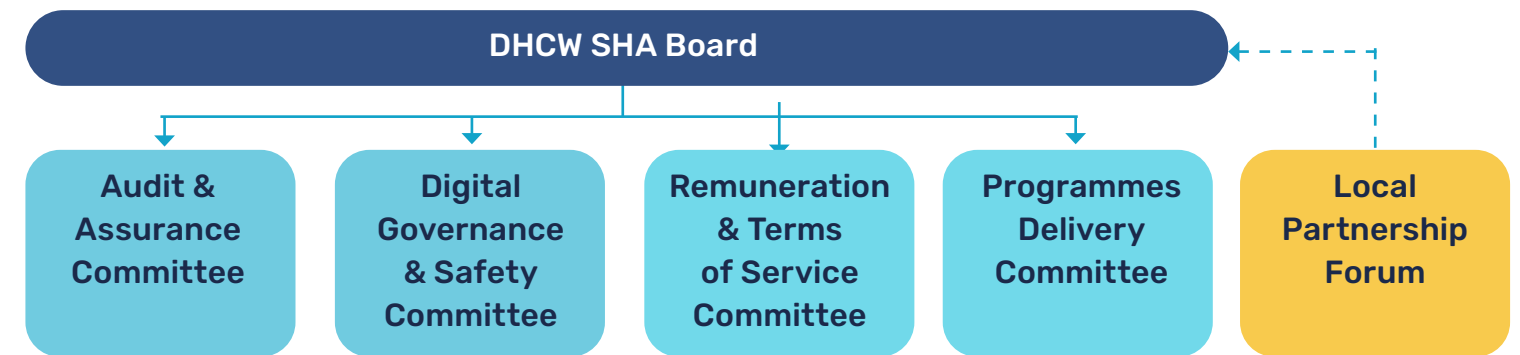 DHCW SHA Board
Audit &
Assurance
Committee
Digital
Governance
& Safety
Committee
Remuneration
& Terms
of Service
Committee
Programmes
Delivery
Committee
Local
Partnership
Forum